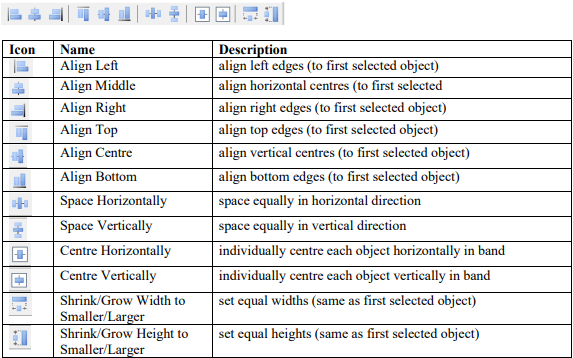 Icon Name Description
Align Left align left edges (to first selected object)
Align Middle align horizontal centres (to first selected
Align Right align right edges (to first selected object)
Align Top align top edges (to first selected object)
Align Centre align vertical centres (to first selected object)
Align Bottom align bottom edges (to first selected object)
Space Horizontally space equally in horizontal direction
Space Vertically space equally in vertical direction
Centre Horizontally individually centre each object horizontally in band
Centre Vertically individually centre each object vertically in band
Shrink/Grow Width to set equal widths (same as first selected object)
Smaller/Larger
Shrink/Grow Height to set equal heights (same as first selected object)
Smaller/Larger